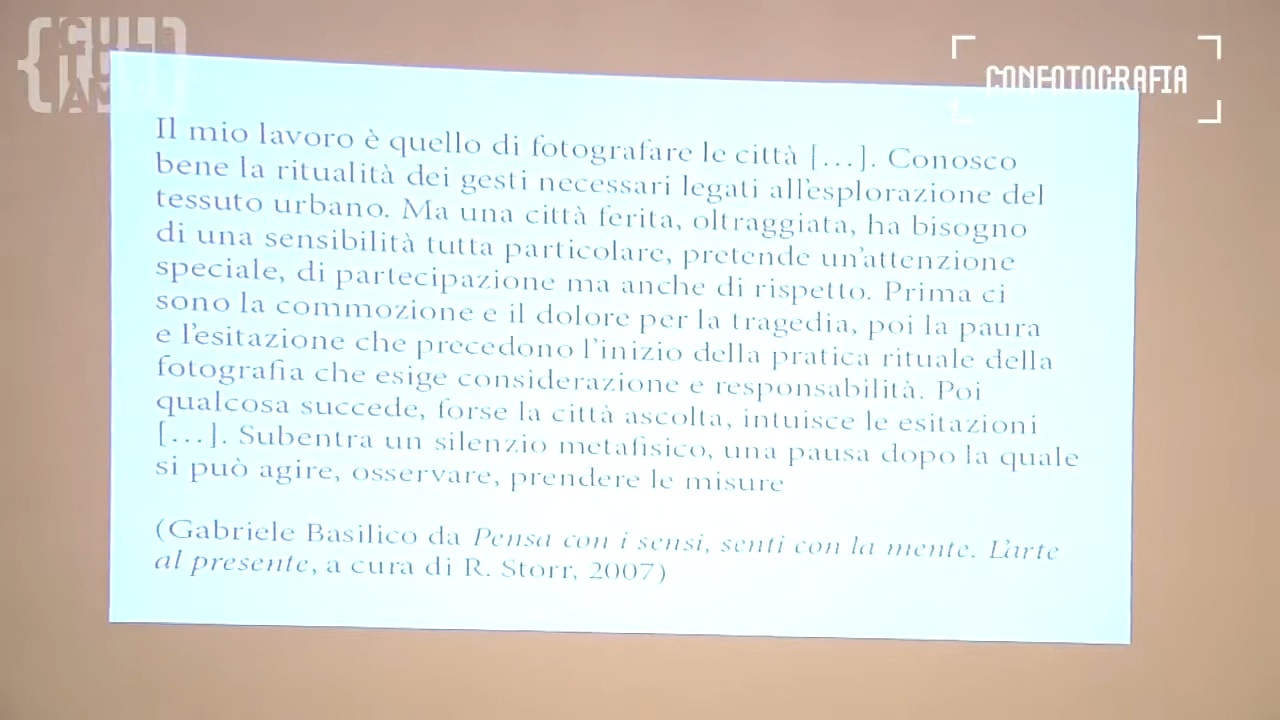 CUL
TU
AM
CONFOTOGRAFIA
Il mio lavoro è quello di fotografare le città [...]. Conosco
bene la ritualità dei gesti necessari legati all'esplorazione del
tessuto urbano. Ma una città ferita, oltraggiata, ha bisogno
di una sensibilità tutta particolare, pretende un'attenzione
speciale, di partecipazione ma anche di rispetto. Prima ci
sono la commozione e il dolore per la tragedia, poi la paura
e l'esitazione che precedono l'inizio della pratica rituale della
fotografia che esige considerazione e responsabilità. Poi
qualcosa succede, forse la città ascolta, intuisce le esitazioni
[...]. Subentra un silenzio metafisico, una pausa dopo la quale
si può agire, osservare, prendere le misure
(Gabriele Basilico da Pensa con i sensi, senti con la mente. L'arte
al presente, a cura di R. Storr, 2007)